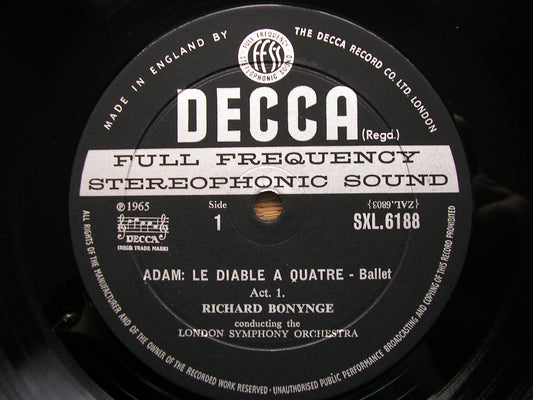 MADE IN ENGLAND BY
FULL FREQUENCY
ffss
STEREOPHONIC SOUND
THE DECCA RECORD CO. LTD. LONDON
DECCA
(Regd.)
FULL FREQUENCY
STEREOPHONIC SOUND
℗1965
Side
{ZAL.6803}
1
SXL.6188
DECCA
(REGD TRADE MARK)
ADAM: LE DIABLE A QUATRE - Ballet
Act. 1.
RICHARD BONYNGE
conducting the
LONDON SYMPHONY ORCHESTRA
ALL RIGHTS OF THE MANUFACTURER AND OF THE OWNER OF THE RECORDED WORK RESERVED · UNAUTHORISED PUBLIC PERFORMANCE BROADCASTING AND COPYING OF THIS RECORD PROHIBITED